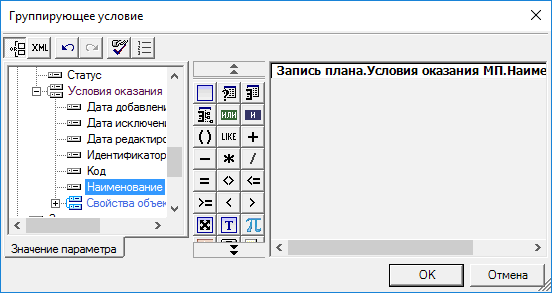 Группирующее условие
XML
Статус
Условия оказания
Дата добавлени
Дата исключени
Дата редактиро
Идентификатор
Код
Наименование
Свойства объек
Значение параметра
или и
( ) LIKE +
- * /
= <> <=
>= < >
T π
Запись плана.Условия оказания МП.Наиме
OK Отмена